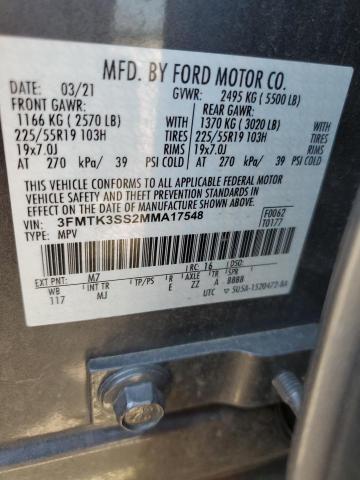 MFD. BY FORD MOTOR CO.
DATE: 03/21 GVWR: 2495 KG ( 5500 LB)
FRONT GAWR: REAR GAWR:
1166 KG ( 2570 LB) WITH 1370 KG ( 3020 LB) WITH
225/55R19 103H TIRES 225/55R19 103H TIRES
19x7.0J RIMS 19x7.0J RIMS
AT 270 kPa/ 39 PSI COLD AT 270 kPa/ 39 PSI COLD
THIS VEHICLE CONFORMS TO ALL APPLICABLE FEDERAL MOTOR
VEHICLE SAFETY AND THEFT PREVENTION STANDARDS IN EFFECT
ON THE DATE OF MANUFACTURE SHOWN ABOVE.
VIN: 3FMTK3SS2MMA17548 F0062
TYPE: MPV T0177
EXT PNT: M7 RC: 16 DSO:
WB INT TR TP/PS R AXLE TR SPR
117 MJ E ZZ A 8888
UTC 5U5A-1520472-AA